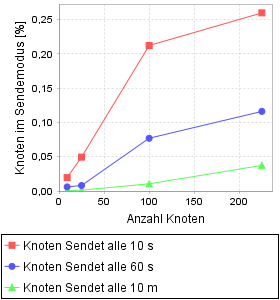 Knoten im Sendemodus [%]
0,25
0,20
0,15
0,10
0,05
0,00
0
50
100
150
200
Anzahl Knoten
Knoten Sendet alle 10 s
Knoten Sendet alle 60 s
Knoten Sendet alle 10 m